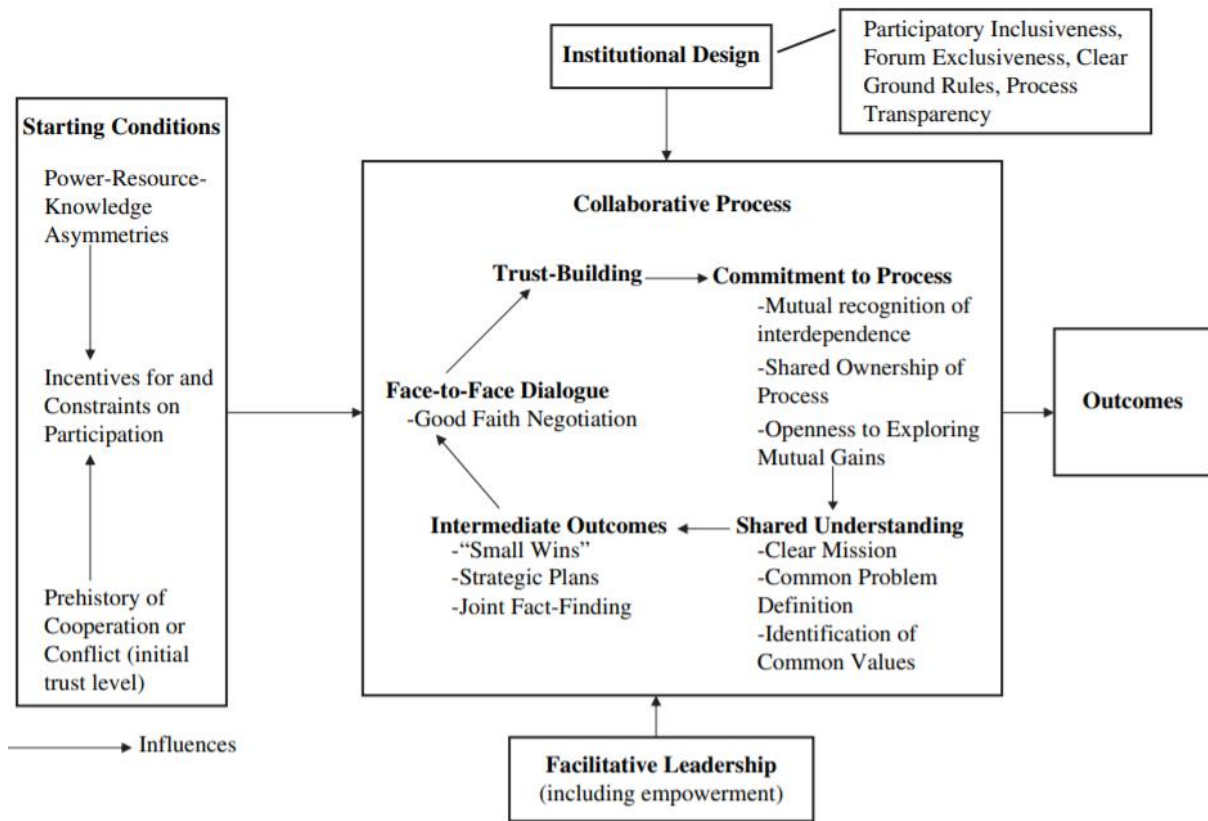 Institutional Design
Participatory Inclusiveness,
Forum Exclusiveness, Clear
Ground Rules, Process
Transparency
Starting Conditions
Power-Resource-
Knowledge
Asymmetries
Incentives for and
Constraints on
Participation
Prehistory of
Cooperation or
Conflict (initial
trust level)
Influences
Collaborative Process
Trust-Building
Commitment to Process
-Mutual recognition of
interdependence
-Shared Ownership of
Process
-Openness to Exploring
Mutual Gains
Face-to-Face Dialogue
-Good Faith Negotiation
Intermediate Outcomes
-“Small Wins”
-Strategic Plans
-Joint Fact-Finding
Shared Understanding
-Clear Mission
-Common Problem
Definition
-Identification of
Common Values
Outcomes
Facilitative Leadership
(including empowerment)